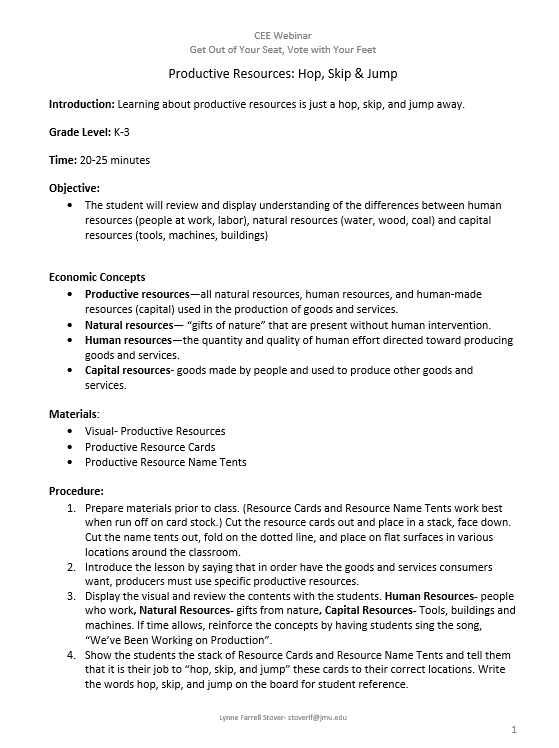 CEE Webinar
Get Out of Your Seat, Vote with Your Feet
Productive Resources: Hop, Skip & Jump
Introduction: Learning about productive resources is just a hop, skip, and jump away.
Grade Level: K-3
Time: 20-25 minutes
Objective:
• The student will review and display understanding of the differences between human
resources (people at work, labor), natural resources (water, wood, coal) and capital
resources (tools, machines, buildings)
Economic Concepts
• Productive resources—all natural resources, human resources, and human-made
resources (capital) used in the production of goods and services.
• Natural resources— “gifts of nature” that are present without human intervention.
• Human resources—the quantity and quality of human effort directed toward producing
goods and services.
• Capital resources- goods made by people and used to produce other goods and
services.
Materials:
• Visual- Productive Resources
• Productive Resource Cards
• Productive Resource Name Tents
Procedure:
1. Prepare materials prior to class. (Resource Cards and Resource Name Tents work best
when run off on card stock.) Cut the resource cards out and place in a stack, face down.
Cut the name tents out, fold on the dotted line, and place on flat surfaces in various
locations around the classroom.
2. Introduce the lesson by saying that in order have the goods and services consumers
want, producers must use specific productive resources.
3. Display the visual and review the contents with the students. Human Resources- people
who work, Natural Resources- gifts from nature, Capital Resources- Tools, buildings and
machines. If time allows, reinforce the concepts by having students sing the song,
“We’ve Been Working on Production”.
4. Show the students the stack of Resource Cards and Resource Name Tents and tell them
that it is their job to “hop, skip, and jump” these cards to their correct locations. Write
the words hop, skip, and jump on the board for student reference.
Lynne Farrell Stover- stoverlf@jmu.edu
1